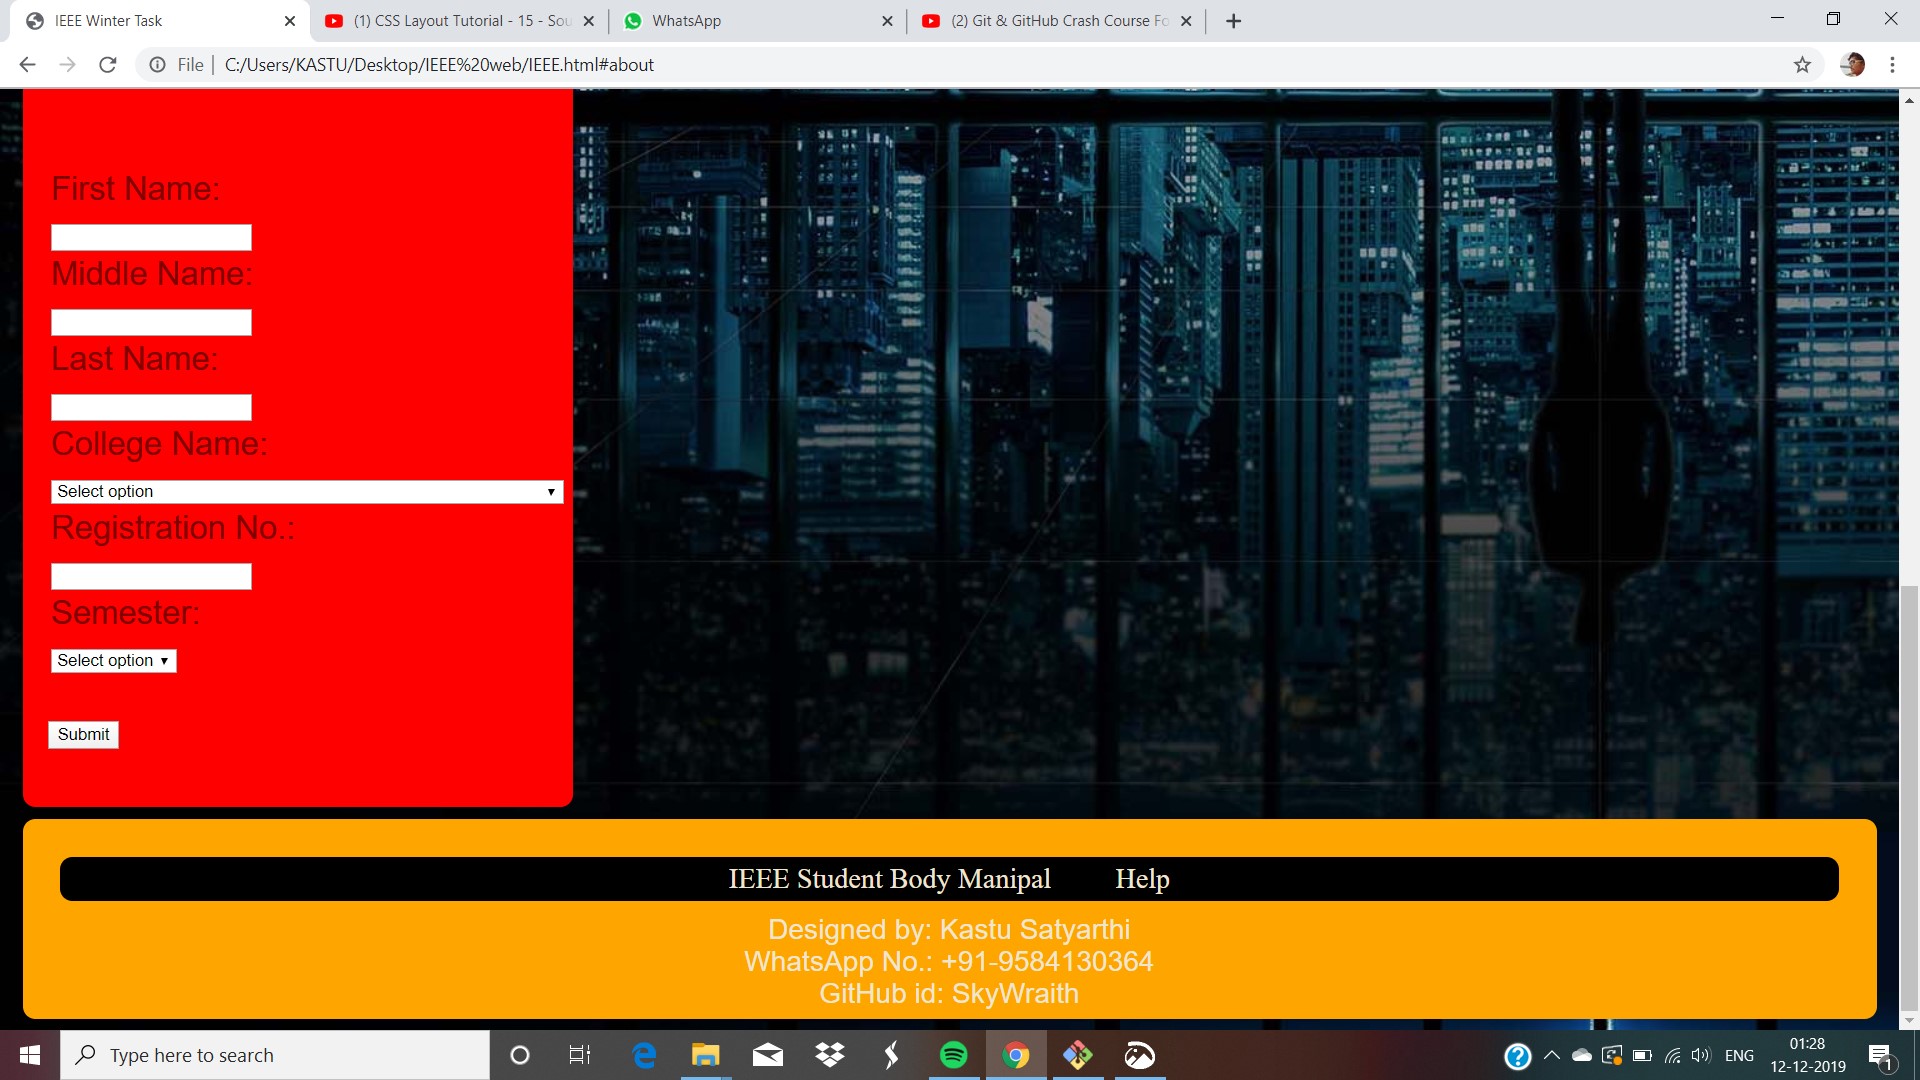 IEEE Winter Task
(1) CSS Layout Tutorial - 15 - Sou
WhatsApp
(2) Git & GitHub Crash Course Fo
File
C:/Users/KASTU/Desktop/IEEE%20web/IEEE.html#about
First Name:
Middle Name:
Last Name:
College Name:
Select option
Registration No.:
Semester:
Select option
Submit
IEEE Student Body Manipal
Help
Designed by: Kastu Satyarthi
WhatsApp No.: +91-9584130364
GitHub id: SkyWraith
Type here to search
ENG
01:28
12-12-2019
1